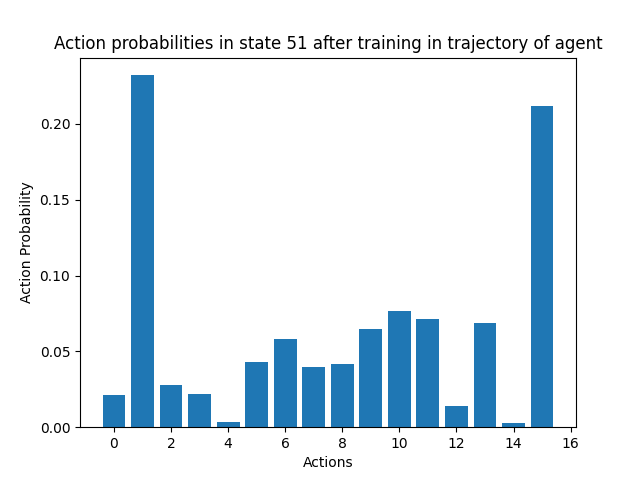 Action probabilities in state 51 after training in trajectory of agent
0.20
0.15
0.10
0.05
0.00
Action Probability
0 2 4 6 8 10 12 14 16
Actions